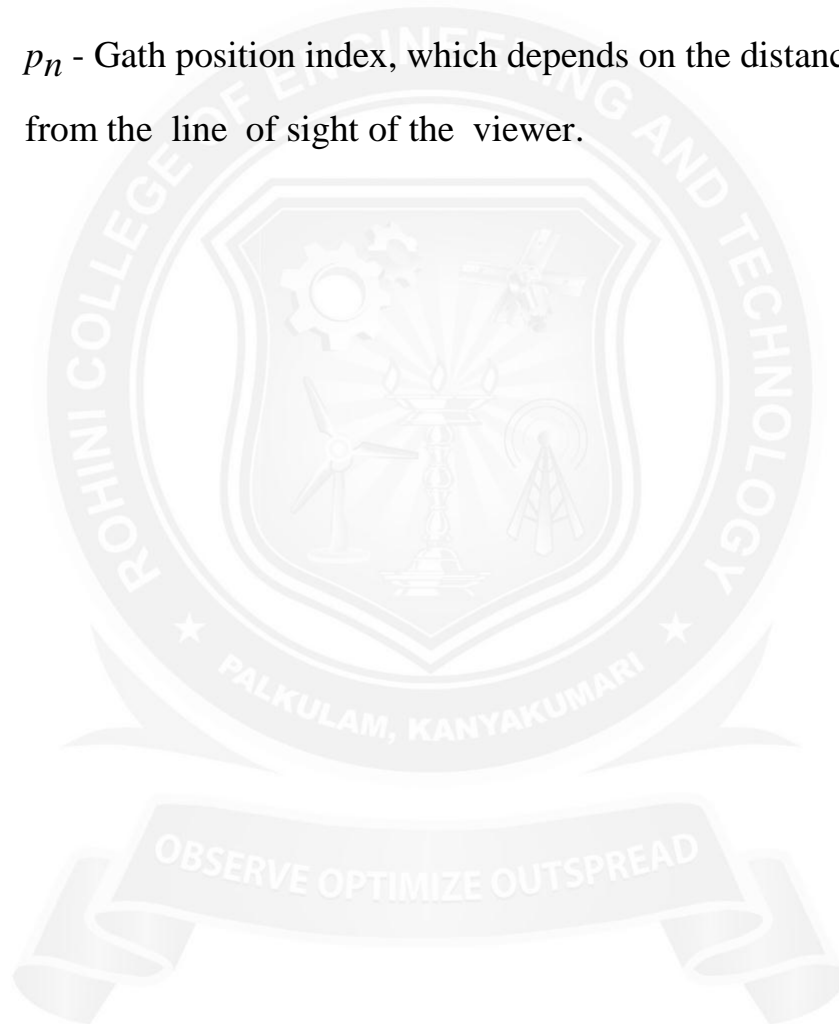 pn - Gath position index, which depends on the distanc
from the line of sight of the viewer.
ROHINI COLLEGE OF ENGINEERING AND TECHNOLOGY
PALKULAM, KANYAKUMARI
OBSERVE OPTIMIZE OUTSPREAD